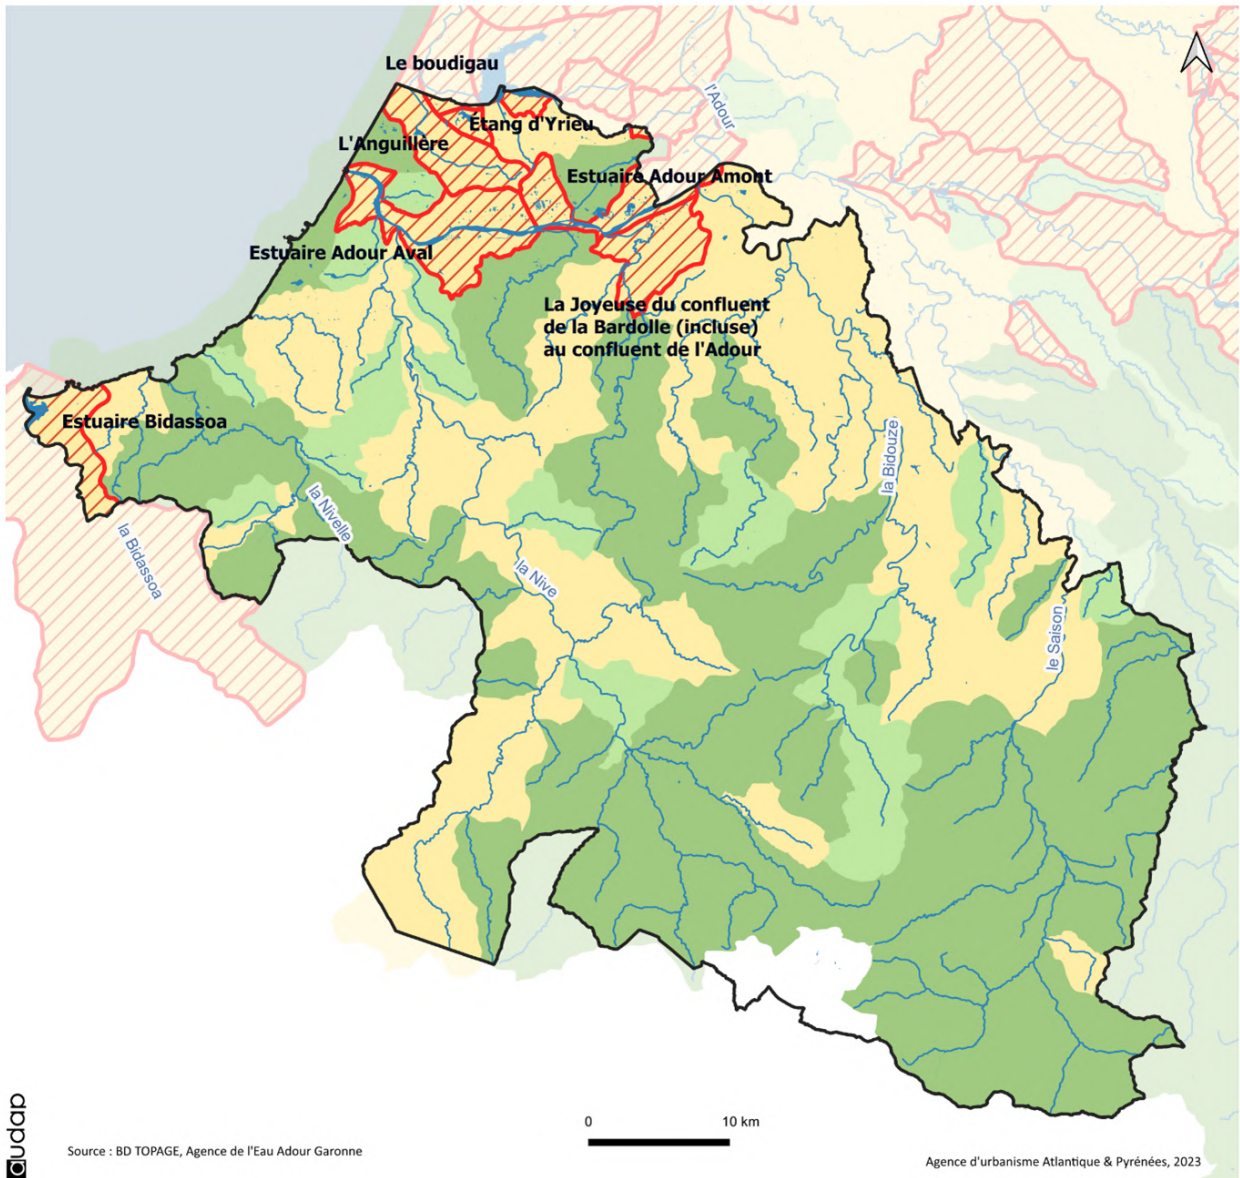 Le boudigau
l'Adour
Étang d'Yrieu
L'Anguillère
Estuaire Adour Amont
Estuaire Adour Aval
La Joyeuse du confluent
de la Bardolle (incluse)
au confluent de l'Adour
Estuaire Bidassoa
la Bidouze
la Nivelle
la Bidassoa
la Nive
le Saison
0 10 km
audap
Source : BD TOPAGE, Agence de l'Eau Adour Garonne
Agence d'urbanisme Atlantique & Pyrénées, 2023